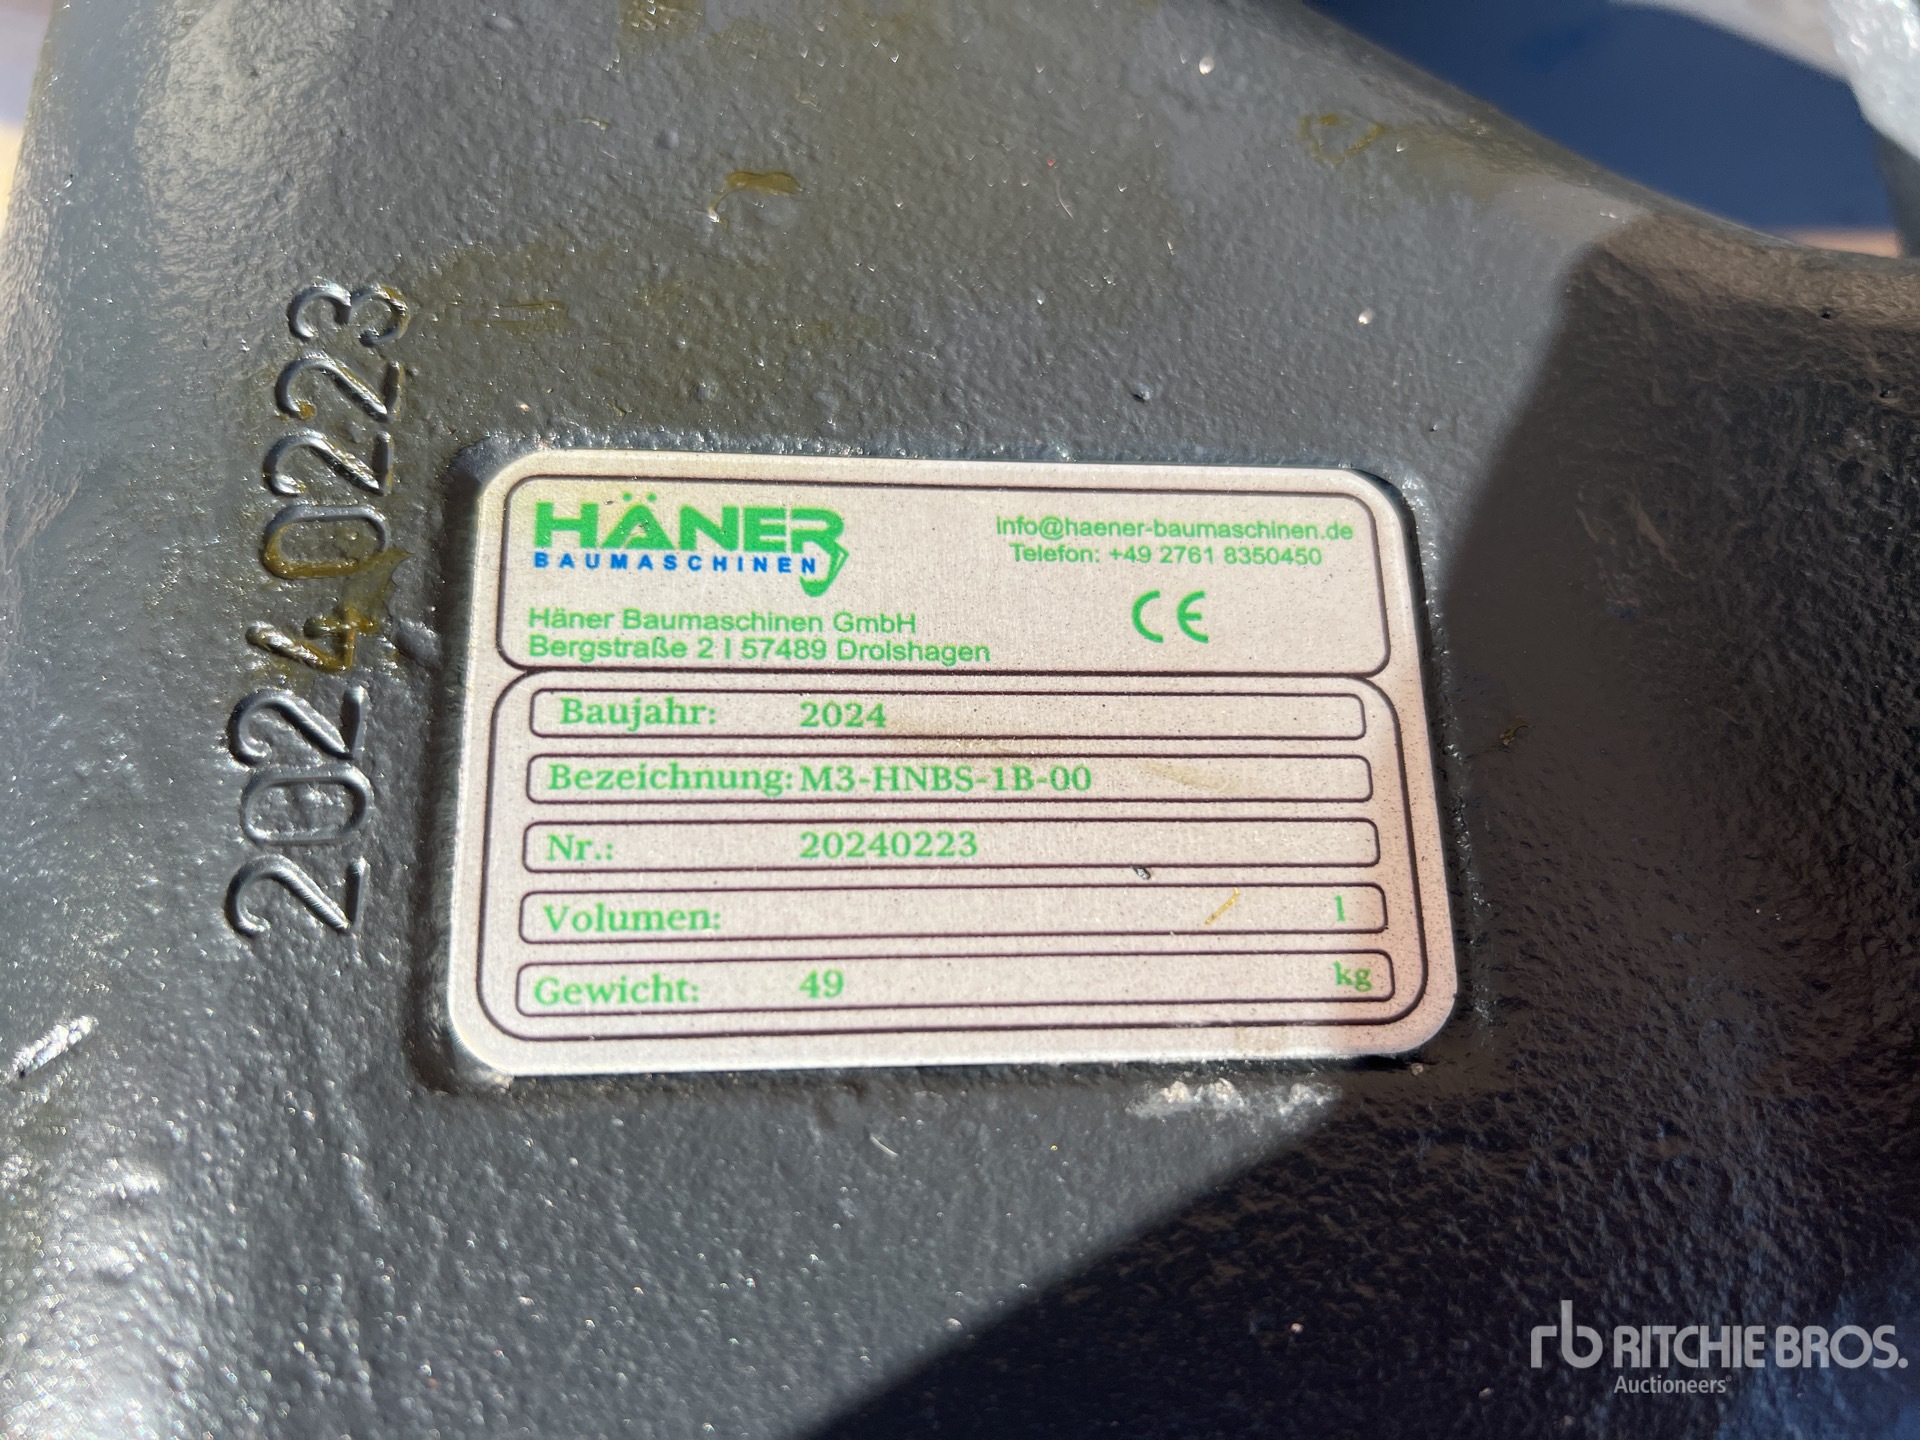 20240223
HÄNER
BAUMASCHINEN
Häner Baumaschinen GmbH
Bergstraße 2 | 57489 Drolshagen
info@haener-baumaschinen.de
Telefon: +49 2761 8350450
CE
Baujahr: 2024
Bezeichnung: M3-HNBS-1B-00
Nr.: 20240223
Volumen: l
Gewicht: 49 kg
rb RITCHIE BROS.
Auctioneers